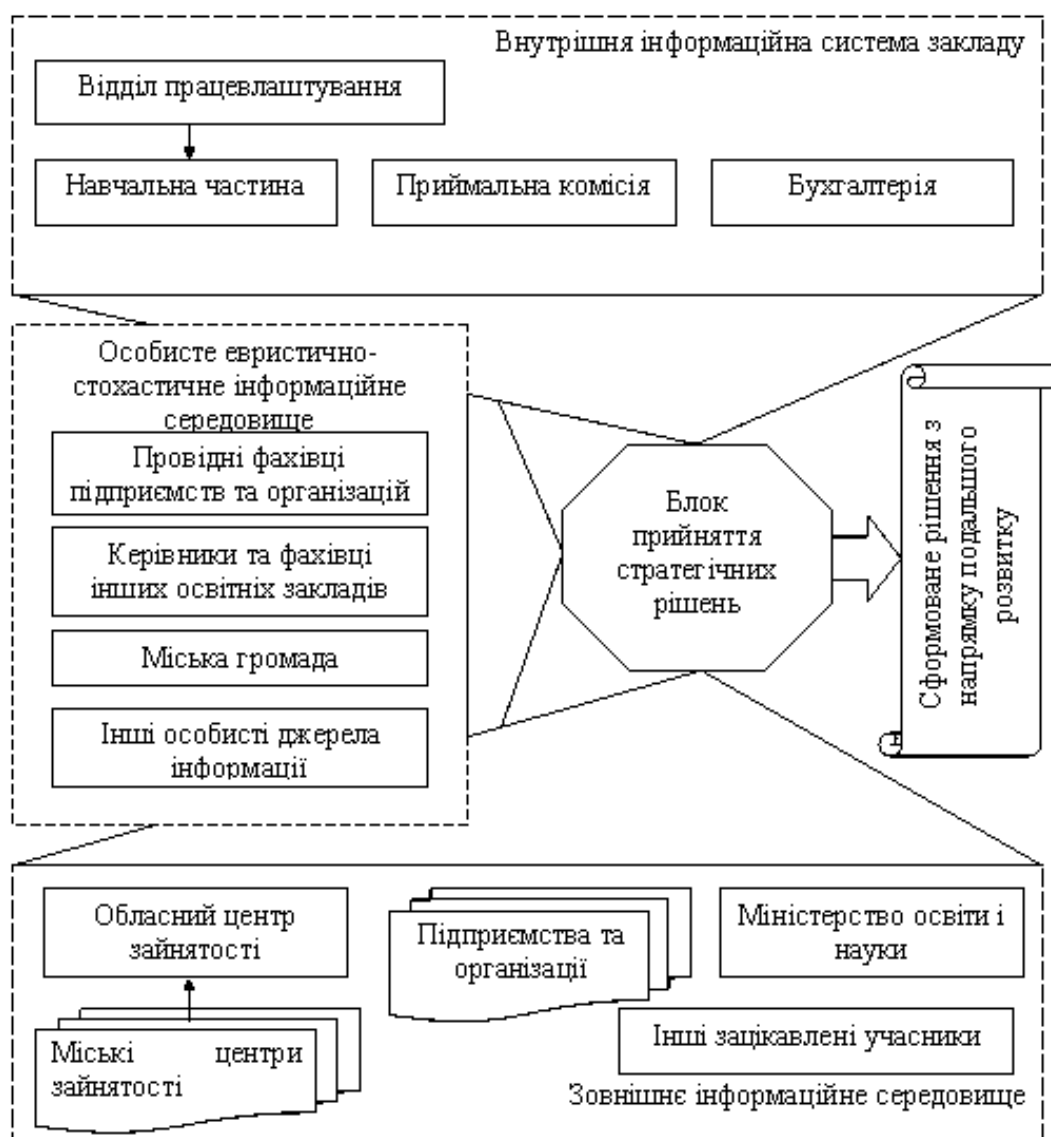 Внутрішня інформаційна система закладу
Відділ працевлаштування
Навчальна частина
Приймальна комісія
Бухгалтерія
Особисте евристично-
стохастичне інформаційне
середовище
Провідні фахівці
підприємств та організацій
Керівники та фахівці
інших освітніх закладів
Міська громада
Інші особисті джерела
інформації
Блок
прийняття
стратегічних
рішень
Сформоване рішення з
напрямку подальшого
розвитку
Обласний центр
зайнятості
Підприємства та
організації
Міністерство освіти і
науки
Міські центри
зайнятості
Інші зацікавлені учасники
Зовнішнє інформаційне середовище